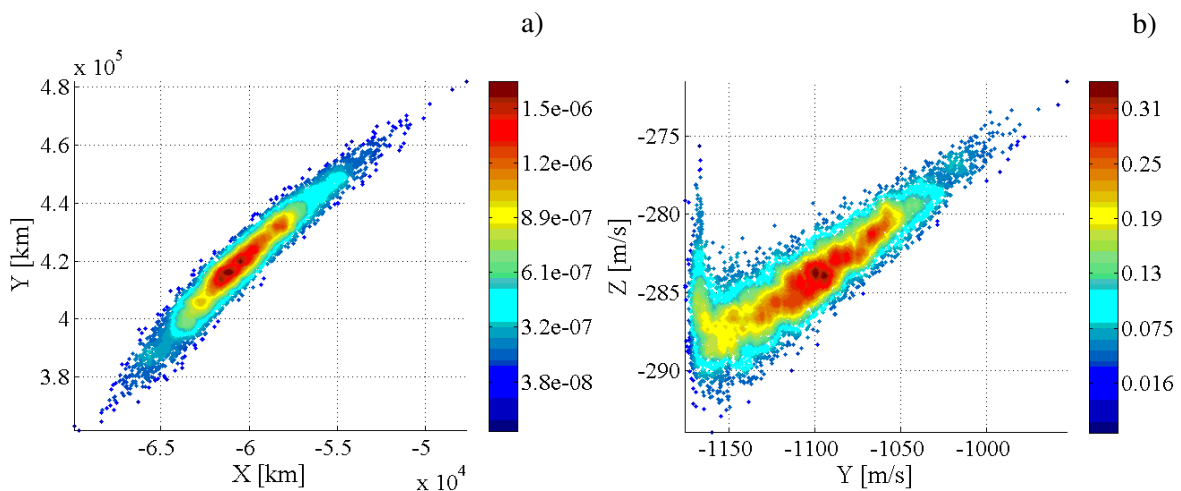 a)
x 10^5
4.8
4.6
4.4
4.2
4
3.8
Y [km]
-6.5
-6
-5.5
-5
X [km]
x 10^4
1.5e-06
1.2e-06
8.9e-07
6.1e-07
3.2e-07
3.8e-08
b)
-275
-280
-285
-290
Z [m/s]
-1150
-1100
-1050
-1000
Y [m/s]
0.31
0.25
0.19
0.13
0.075
0.016